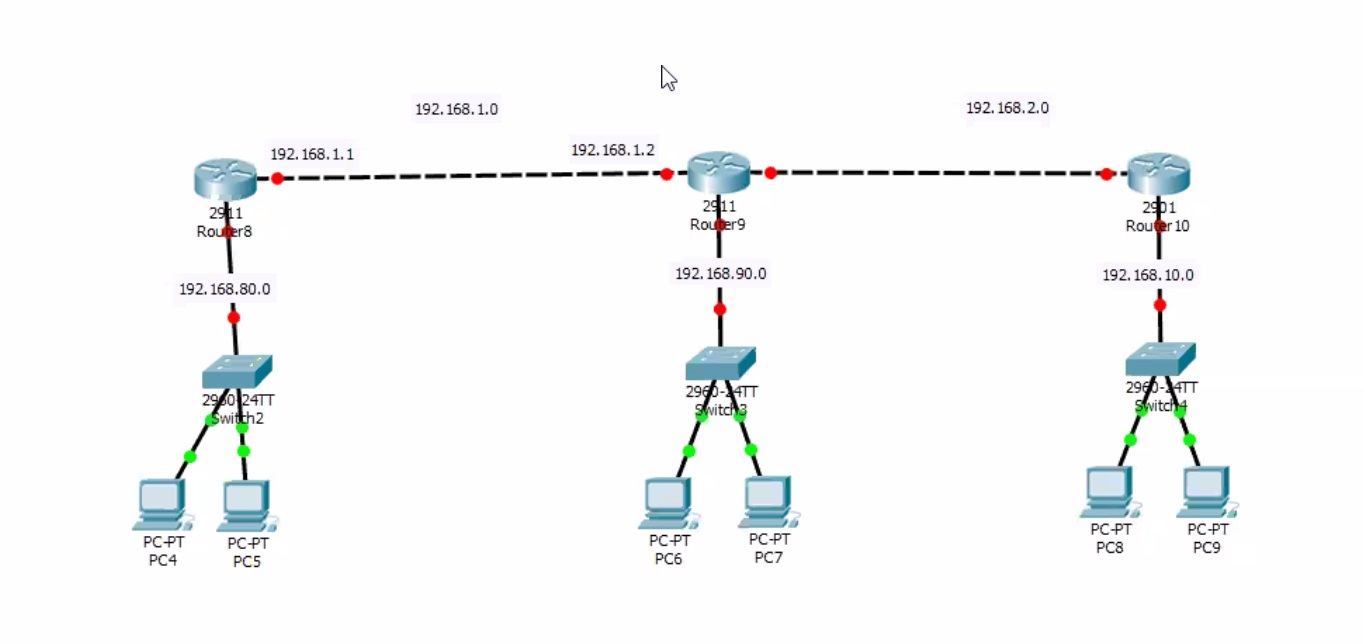 192.168.1.0
192.168.2.0
192.168.1.1
192.168.1.2
2911
Router8
2911
Router9
2901
Router10
192.168.80.0
192.168.90.0
192.168.10.0
2960-24TT
Switch2
2960-24TT
Switch3
2960-24TT
Switch4
PC-PT
PC4
PC-PT
PC5
PC-PT
PC6
PC-PT
PC7
PC-PT
PC8
PC-PT
PC9